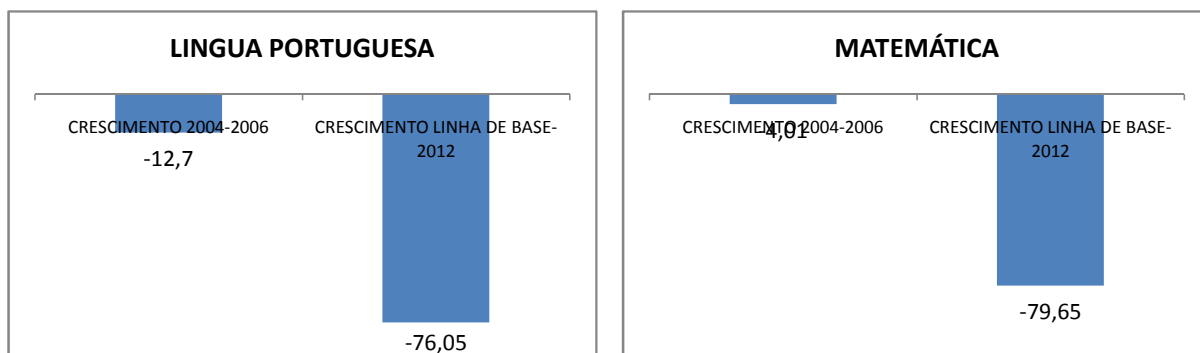 LINGUA PORTUGUESA
CRESCIMENTO 2004-2006
CRESCIMENTO LINHA DE BASE-
2012
-12,7
-76,05
MATEMÁTICA
CRESCIMENTO 2004-2006
CRESCIMENTO LINHA DE BASE-
2012
-4,01
-79,65